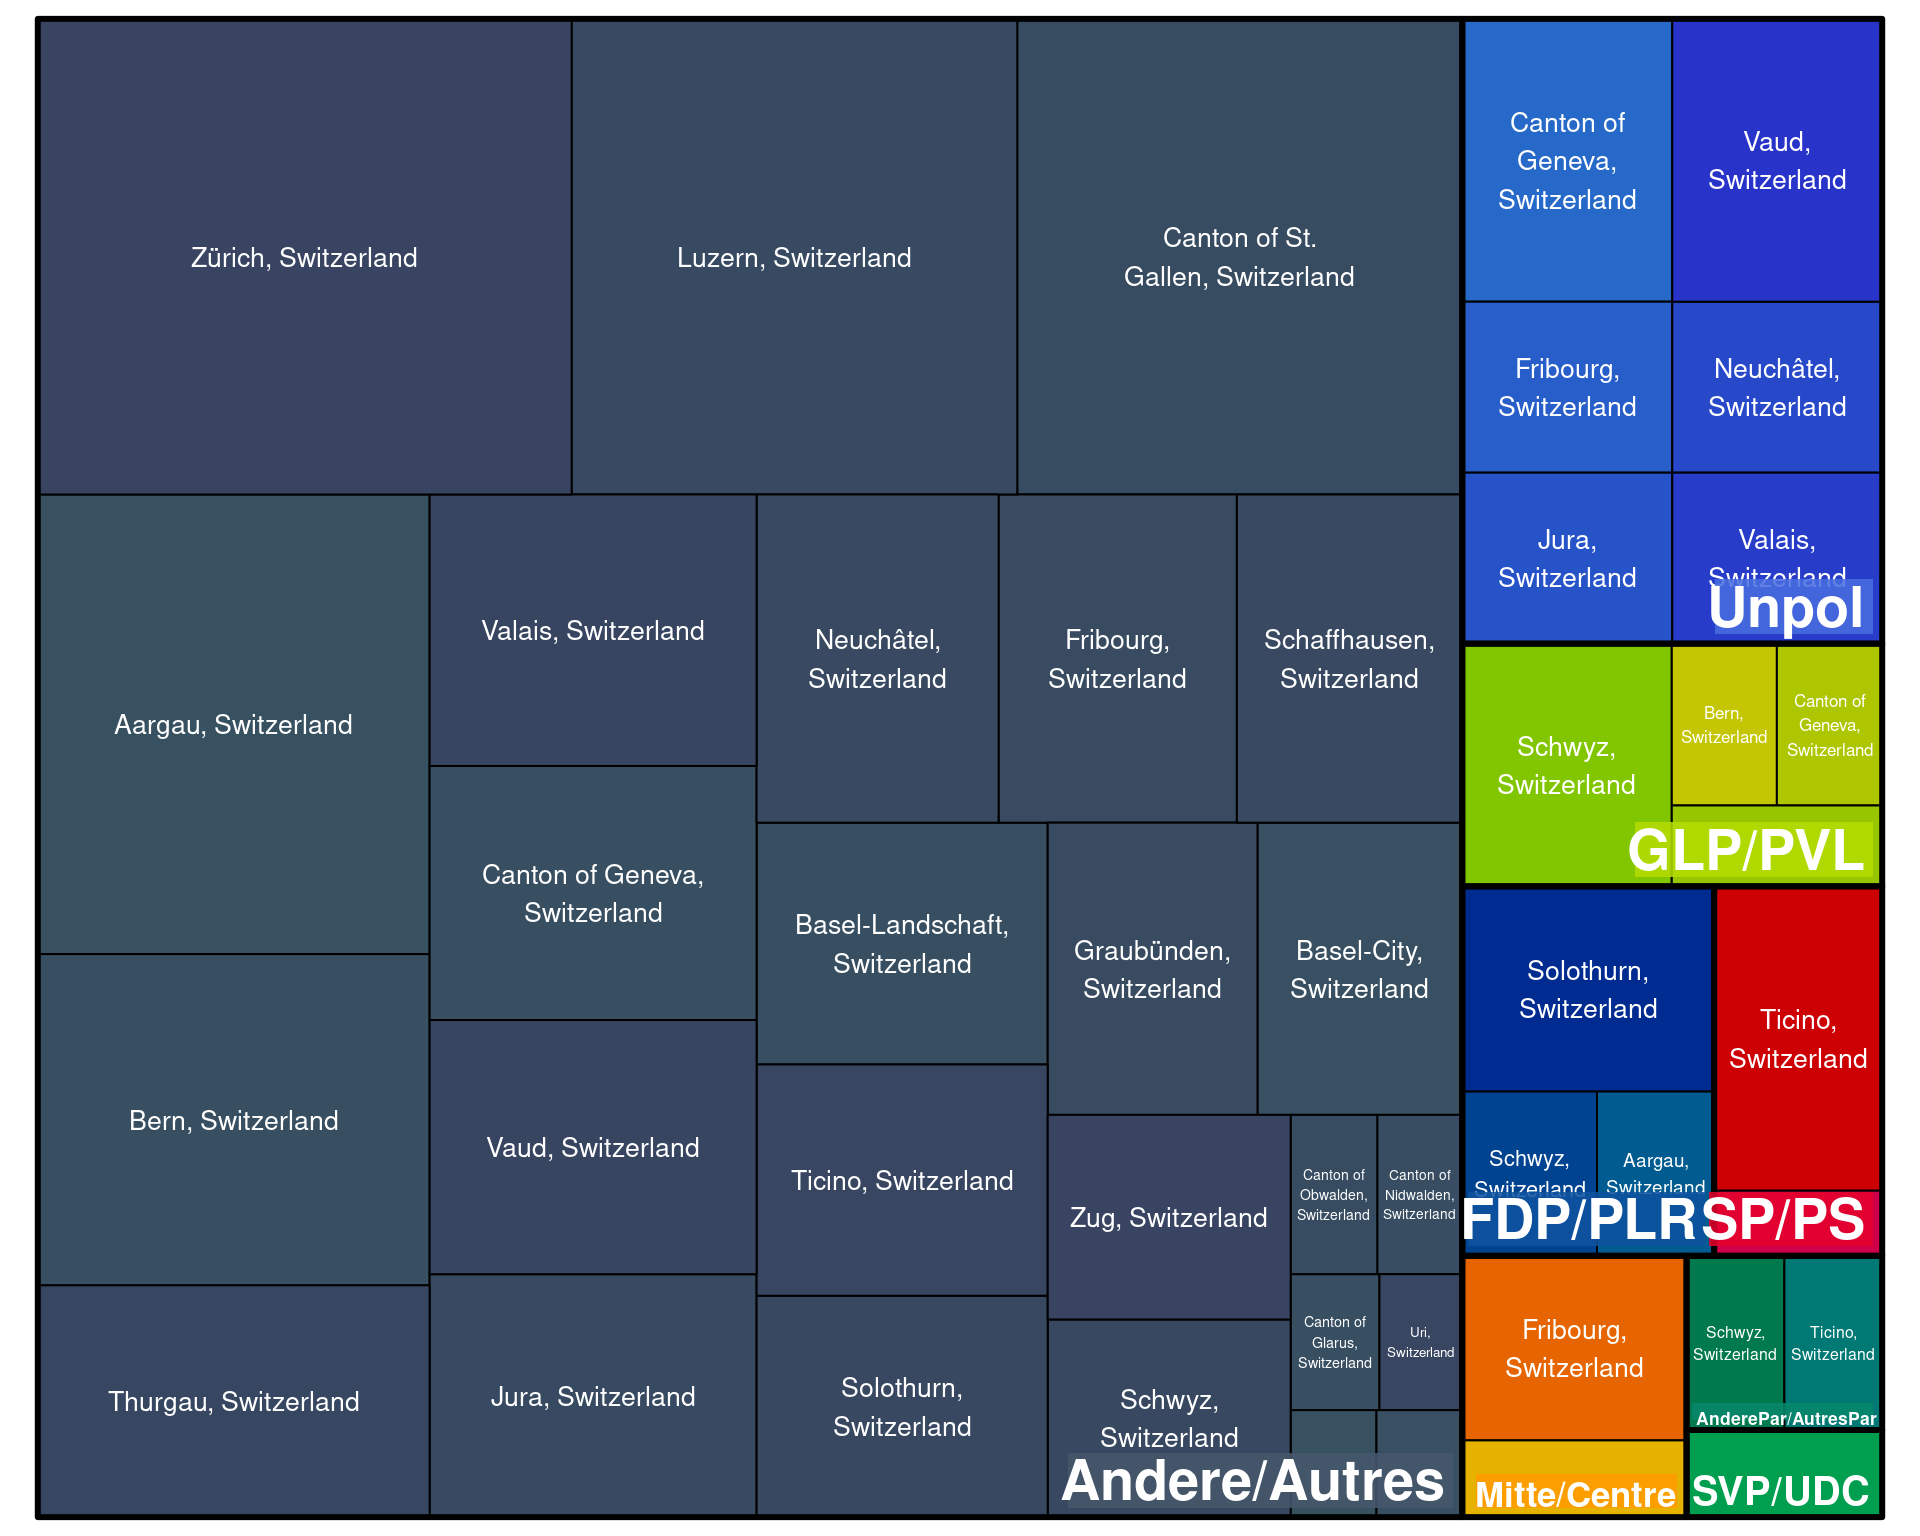 Zürich, Switzerland
Luzern, Switzerland
Canton of St.
Gallen, Switzerland
Aargau, Switzerland
Bern, Switzerland
Thurgau, Switzerland
Valais, Switzerland
Canton of Geneva,
Switzerland
Vaud, Switzerland
Jura, Switzerland
Neuchâtel,
Switzerland
Fribourg,
Switzerland
Schaffhausen,
Switzerland
Basel-Landschaft,
Switzerland
Ticino, Switzerland
Solothurn,
Switzerland
Graubünden,
Switzerland
Basel-City,
Switzerland
Zug, Switzerland
Schwyz,
Switzerland
Canton of
Obwalden,
Switzerland
Canton of
Nidwalden,
Switzerland
Canton of
Glarus,
Switzerland
Uri,
Switzerland
Andere/Autres
Canton of
Geneva,
Switzerland
Vaud,
Switzerland
Fribourg,
Switzerland
Neuchâtel,
Switzerland
Jura,
Switzerland
Valais,
Switzerland
Unpol
Schwyz,
Switzerland
Bern,
Switzerland
Canton of
Geneva,
Switzerland
GLP/PVL
Solothurn,
Switzerland
Schwyz,
Switzerland
Aargau,
Switzerland
FDP/PLR
Ticino,
Switzerland
SP/PS
Fribourg,
Switzerland
Mitte/Centre
Schwyz,
Switzerland
Ticino,
Switzerland
AnderePar/AutresPar
SVP/UDC